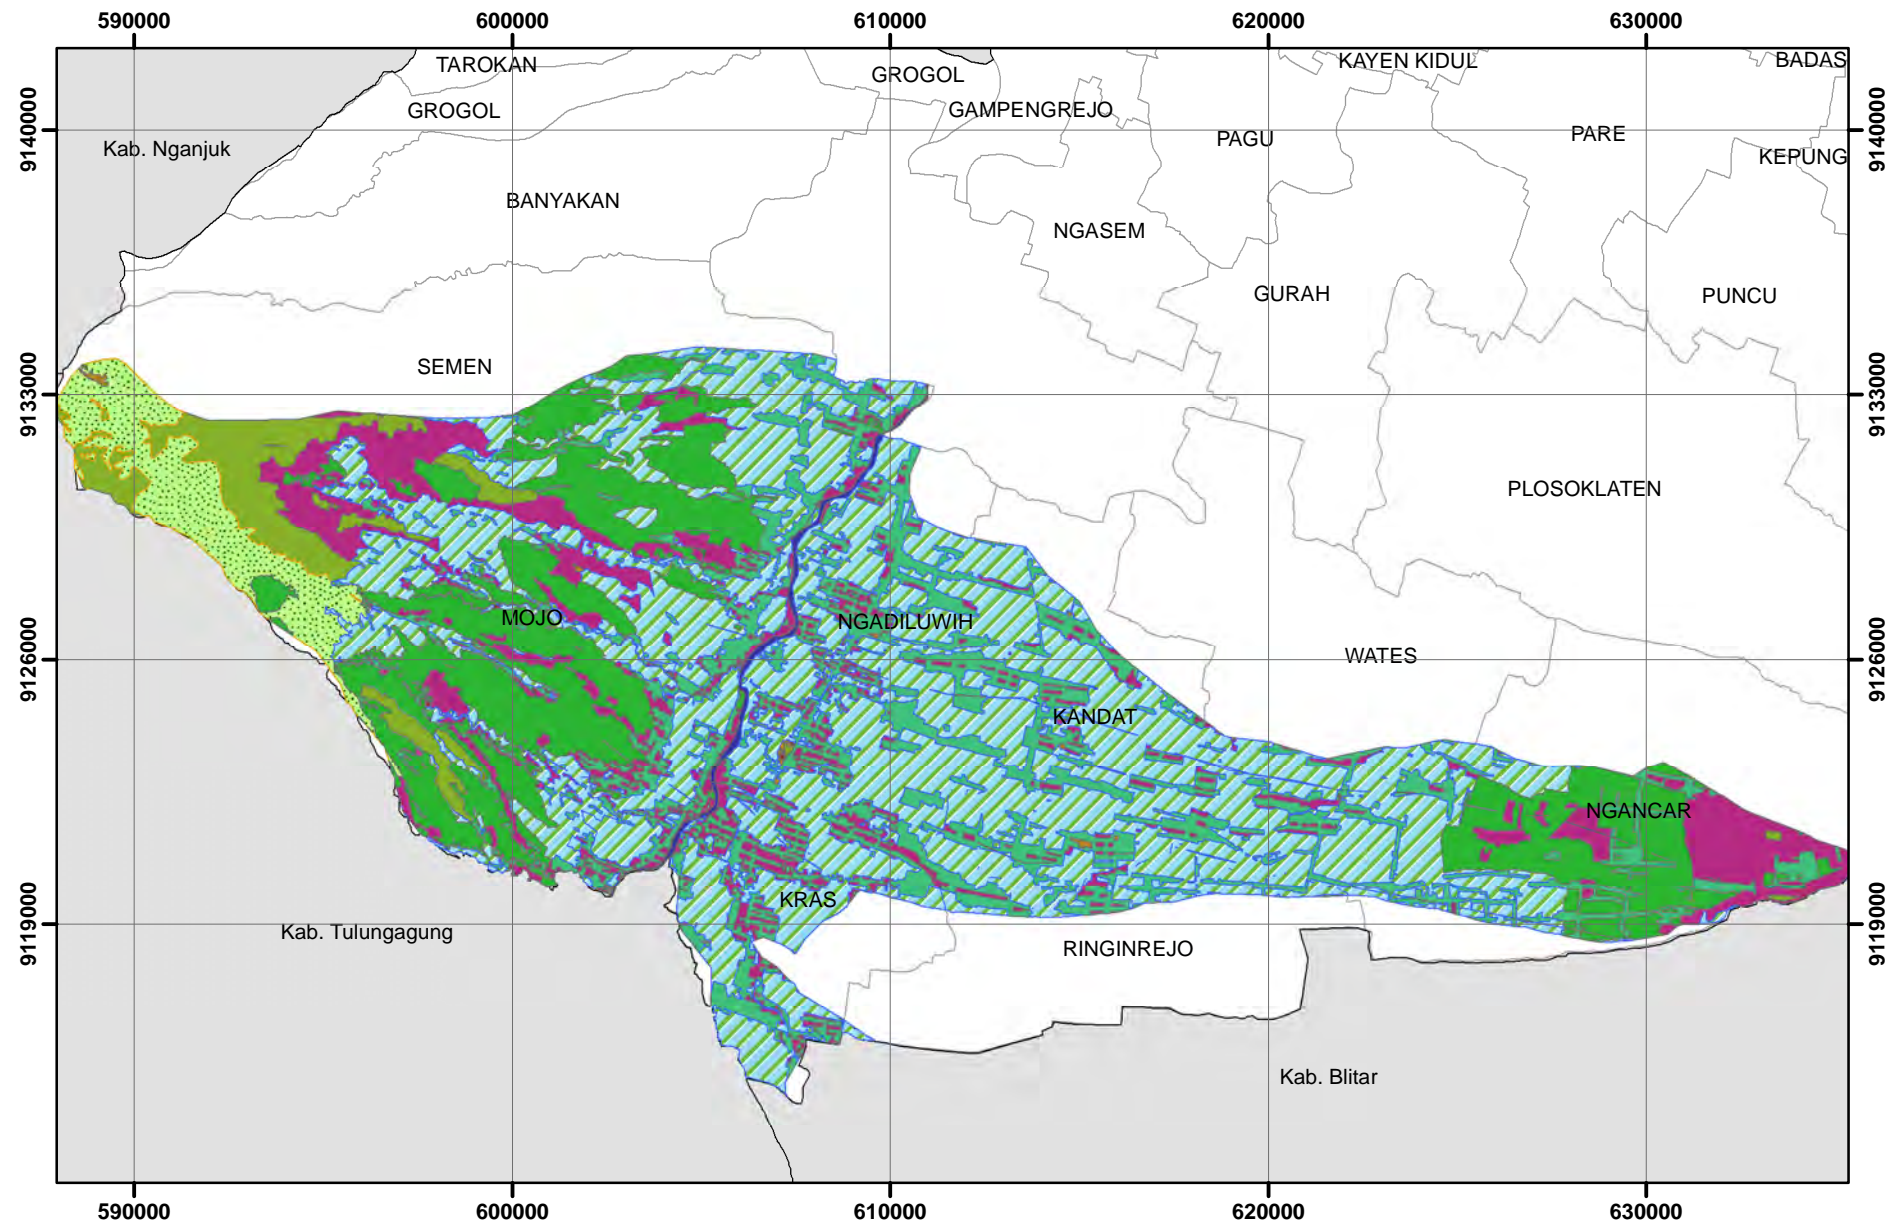 590000 600000 610000 620000 630000
TAROKAN
GROGOL
KAYEN KIDUL
BADAS
GROGOL
GAMPENGREJO
9140000
PAGU
PARE
9140000
Kab. Nganjuk
KEPUNG
BANYAKAN
NGASEM
GURAH
PUNCU
SEMEN
9133000
9133000
PLOSOKLATEN
MOJO
NGADILUWIH
9126000
WATES
9126000
KANDAT
NGANCAR
KRAS
9119000
Kab. Tulungagung
RINGINREJO
9119000
Kab. Blitar
590000 600000 610000 620000 630000